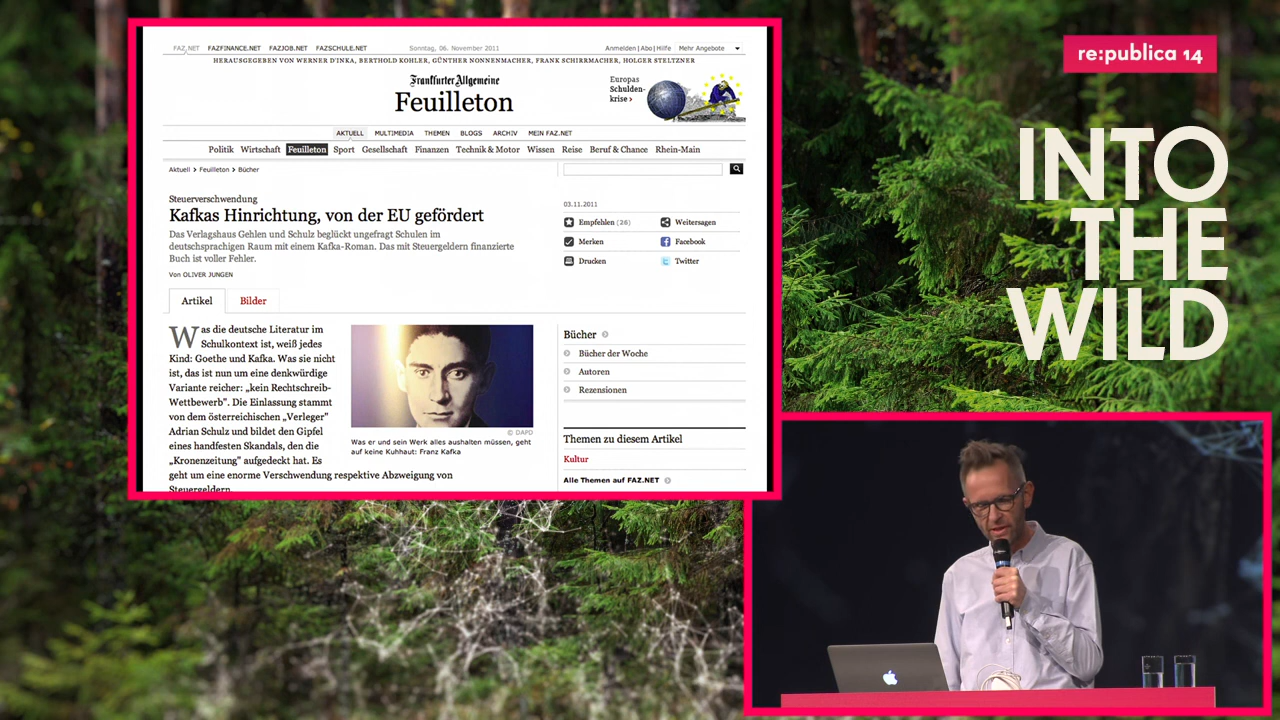 FAZ.NET FAZFINANCE.NET FAZJOB.NET FAZSCHULE.NET Sonntag, 06. November 2011 Anmelden | Abo | Hilfe Mehr Angebote
HERAUSGEGEBEN VON WERNER D'INKA, BERTHOLD KOHLER, GÜNTHER NONNENMACHER, FRANK SCHIRRMACHER, HOLGER STELTZNER
Frankfurter Allgemeine
Feuilleton
Europas
Schulden-
krise
AKTUELL MULTIMEDIA THEMEN BLOGS ARCHIV MEIN FAZ.NET
Politik Wirtschaft Feuilleton Sport Gesellschaft Finanzen Technik & Motor Wissen Reise Beruf & Chance Rhein-Main
Aktuell > Feuilleton > Bücher
Steuerverschwendung
Kafkas Hinrichtung, von der EU gefördert
Das Verlagshaus Gehlen und Schulz beglückt ungefragt Schulen im
deutschsprachigen Raum mit einem Kafka-Roman. Das mit Steuergeldern finanzierte
Buch ist voller Fehler.
Von OLIVER JUNGEN
03.11.2011
Empfehlen (26) Weitersagen
Merken Facebook
Drucken Twitter
Artikel Bilder
Was die deutsche Literatur im
Schulkontext ist, weiß jedes
Kind: Goethe und Kafka. Was sie nicht
ist, das ist nun um eine denkwürdige
Variante reicher: „kein Rechtschreib-
Wettbewerb". Die Einlassung stammt
von dem österreichischen „Verleger"
Adrian Schulz und bildet den Gipfel
eines handfesten Skandals, den die
„Kronenzeitung" aufgedeckt hat. Es
geht um eine enorme Verschwendung respektive Abzweigung von
Steuergeldern
© DAPD
Was er und sein Werk alles aushalten müssen, geht
auf keine Kuhhaut: Franz Kafka
Bücher
Bücher der Woche
Autoren
Rezensionen
Themen zu diesem Artikel
Kultur
Alle Themen auf FAZ.NET
re:publica 14
INTO
THE
WILD